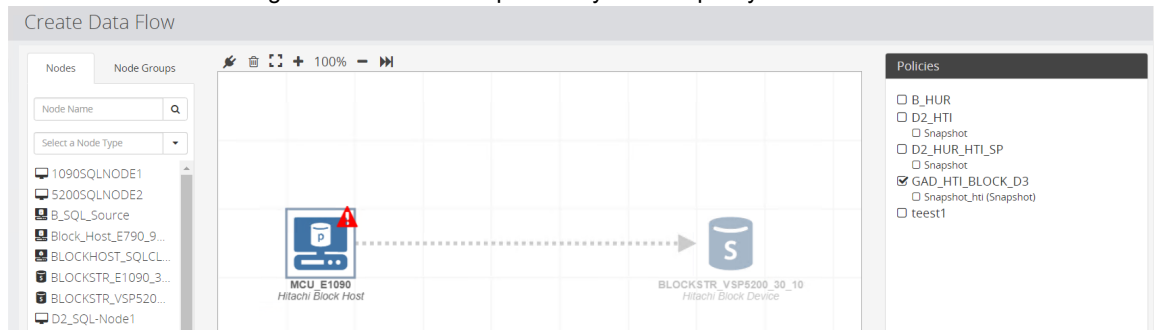 Create Data Flow
Nodes
Node Groups
100%
Policies
Node Name
Select a Node Type
1090SQLNODE1
5200SQLNODE2
B_SQL_Source
Block_Host_E790_9...
BLOCKHOST_SQLCL...
BLOCKSTR_E1090_3...
BLOCKSTR_VSP520...
D2_SQL-Node1
P
MCU_E1090
Hitachi Block Host
S
BLOCKSTR_VSP5200_30_10
Hitachi Block Device
B_HUR
D2_HTI
Snapshot
D2_HUR_HTI_SP
Snapshot
GAD_HTI_BLOCK_D3
Snapshot_hti (Snapshot)
teest1